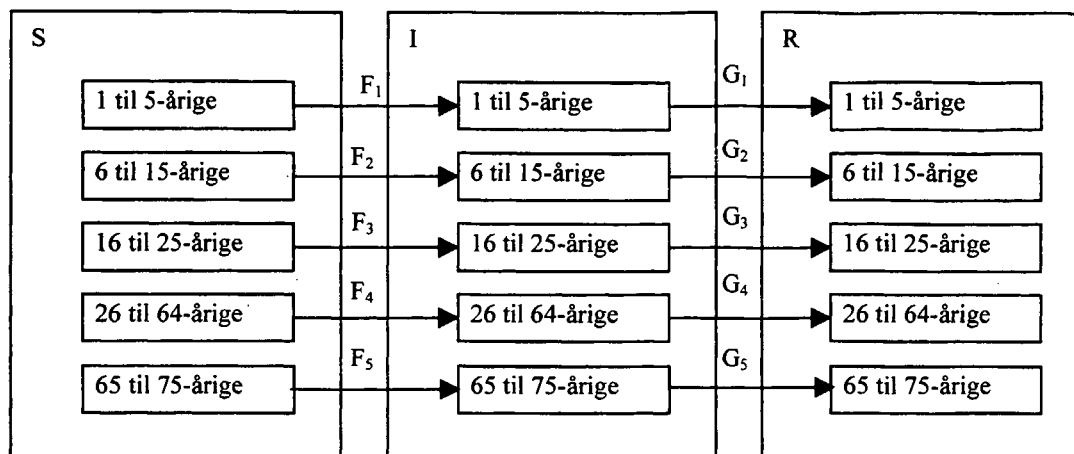 S I R
1 til 5-årige F₁ 1 til 5-årige G₁ 1 til 5-årige
6 til 15-årige F₂ 6 til 15-årige G₂ 6 til 15-årige
16 til 25-årige F₃ 16 til 25-årige G₃ 16 til 25-årige
26 til 64-årige F₄ 26 til 64-årige G₄ 26 til 64-årige
65 til 75-årige F₅ 65 til 75-årige G₅ 65 til 75-årige